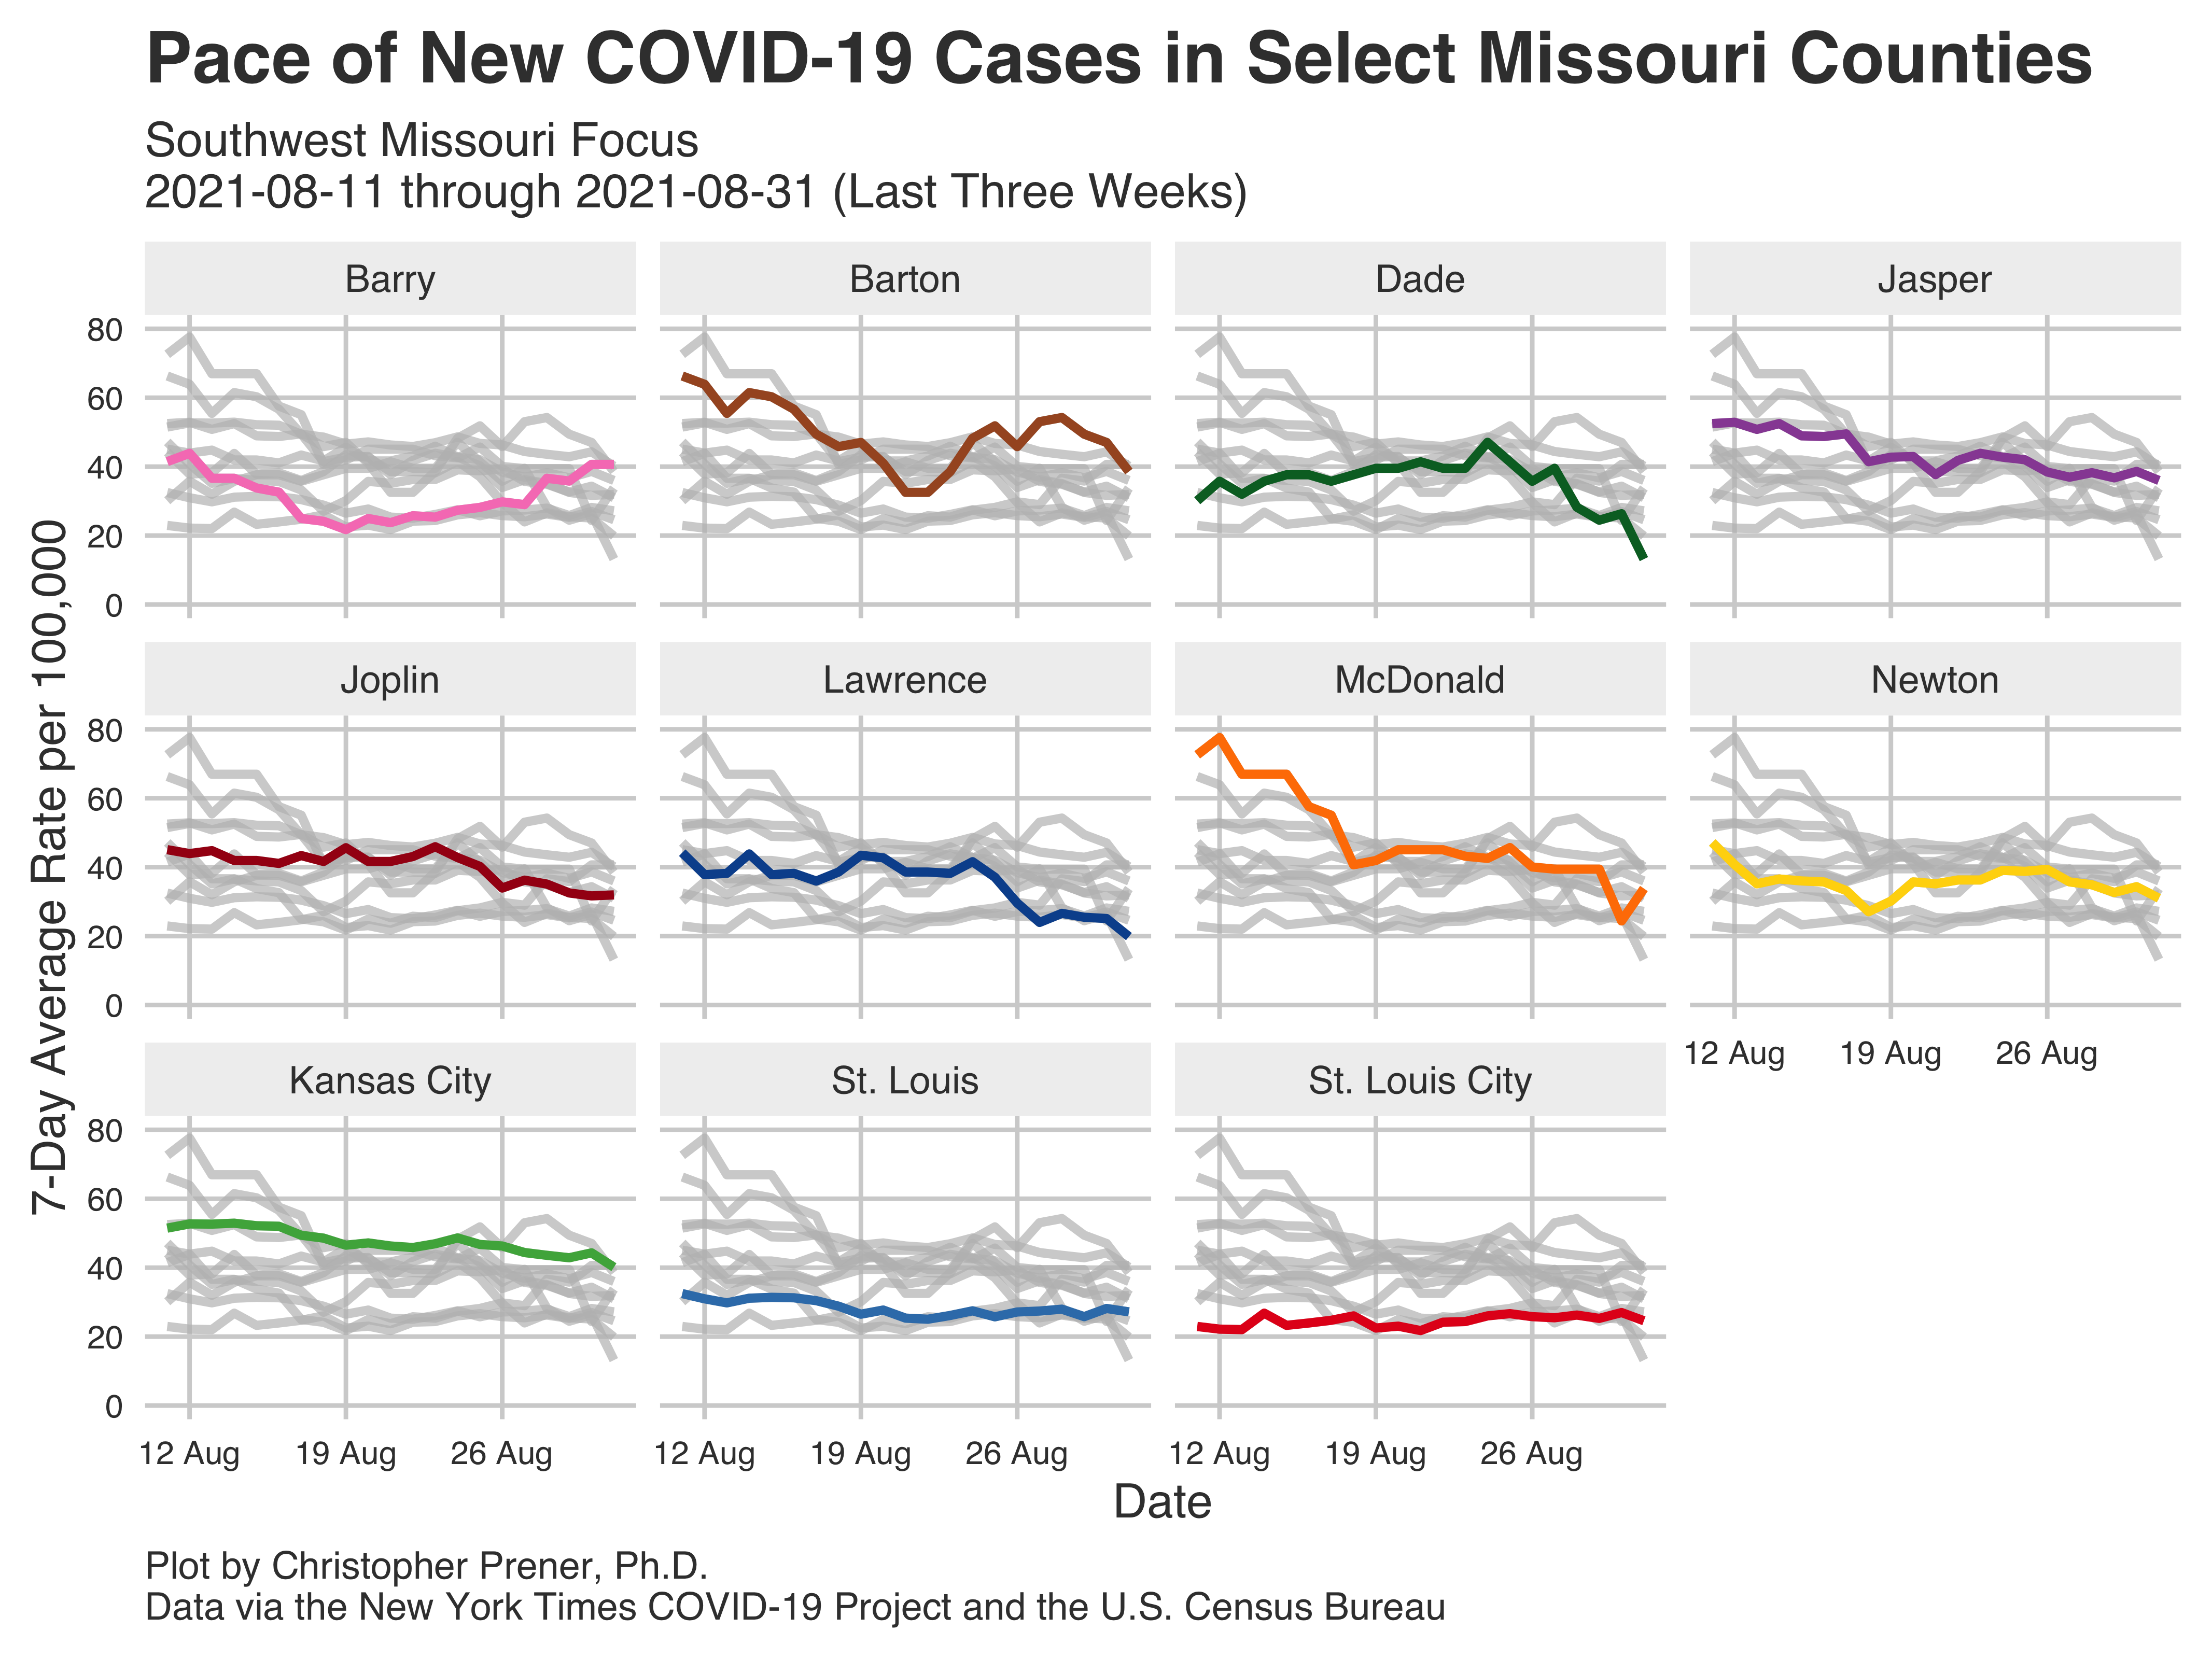 Pace of New COVID-19 Cases in Select Missouri Counties
Southwest Missouri Focus
2021-08-11 through 2021-08-31 (Last Three Weeks)
Barry
Barton
Dade
Jasper
80
60
40
20
0
Joplin
Lawrence
McDonald
Newton
80
60
40
20
0
12 Aug 19 Aug 26 Aug
Kansas City
St. Louis
St. Louis City
80
60
40
20
0
12 Aug 19 Aug 26 Aug
12 Aug 19 Aug 26 Aug
12 Aug 19 Aug 26 Aug
7-Day Average Rate per 100,000
Date
Plot by Christopher Prener, Ph.D.
Data via the New York Times COVID-19 Project and the U.S. Census Bureau